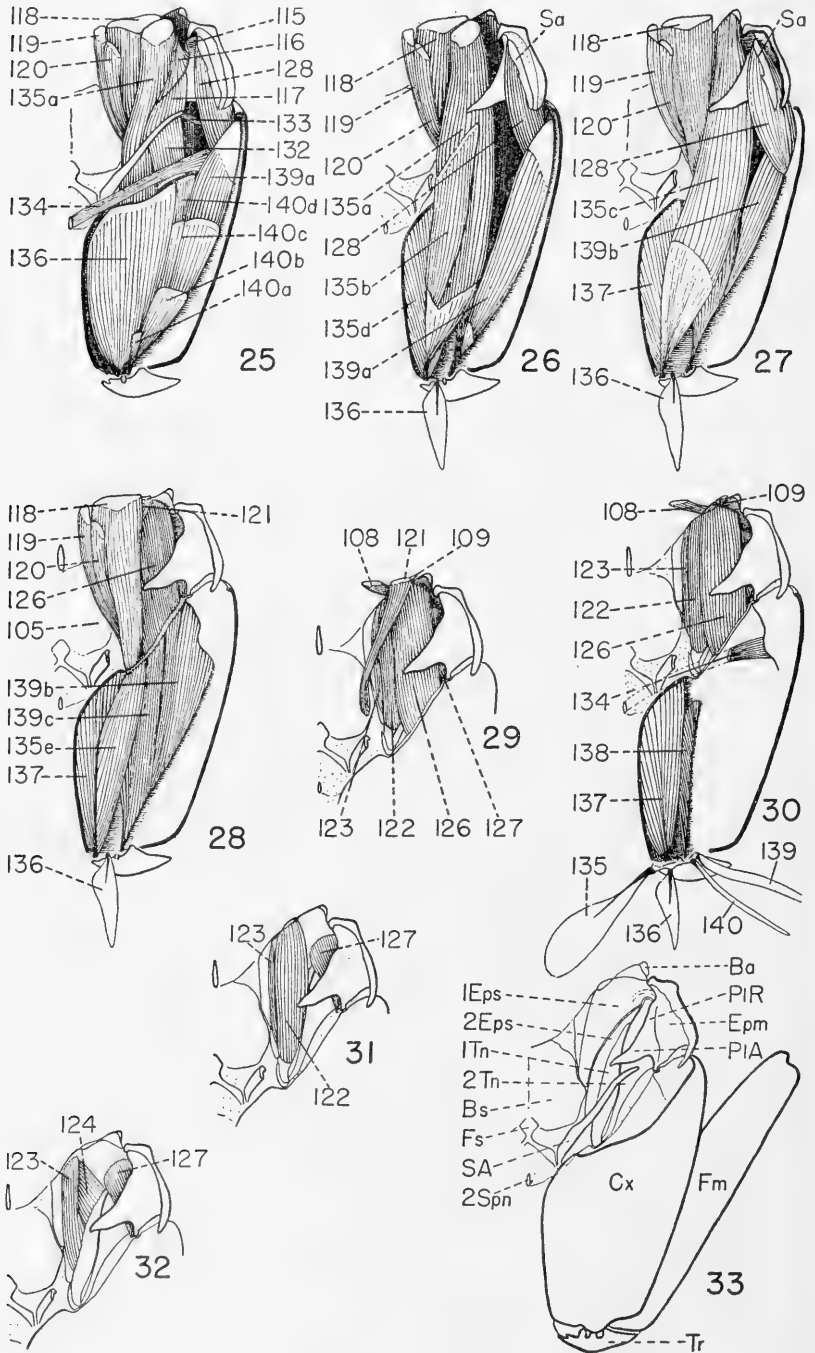 118
119
120
135a
134
136
115
116
128
117
133
132
139a
140d
140c
140b
140a
25
Sa
118
119
120
135a
128
135b
135d
139a
136
26
118
119
120
128
135c
139b
137
136
Sa
27
118
119
120
126
105
139b
139c
135e
137
136
121
28
108
121
109
29
123
122
126
127
108
109
123
122
126
134
138
137
30
135
136
140
139
123
127
31
122
124
123
127
32
Ba
1Eps
PlR
2Eps
Epm
1Tn
PlA
2Tn
Bs
Fs
SA
2Spn
Cx
Fm
33
Tr